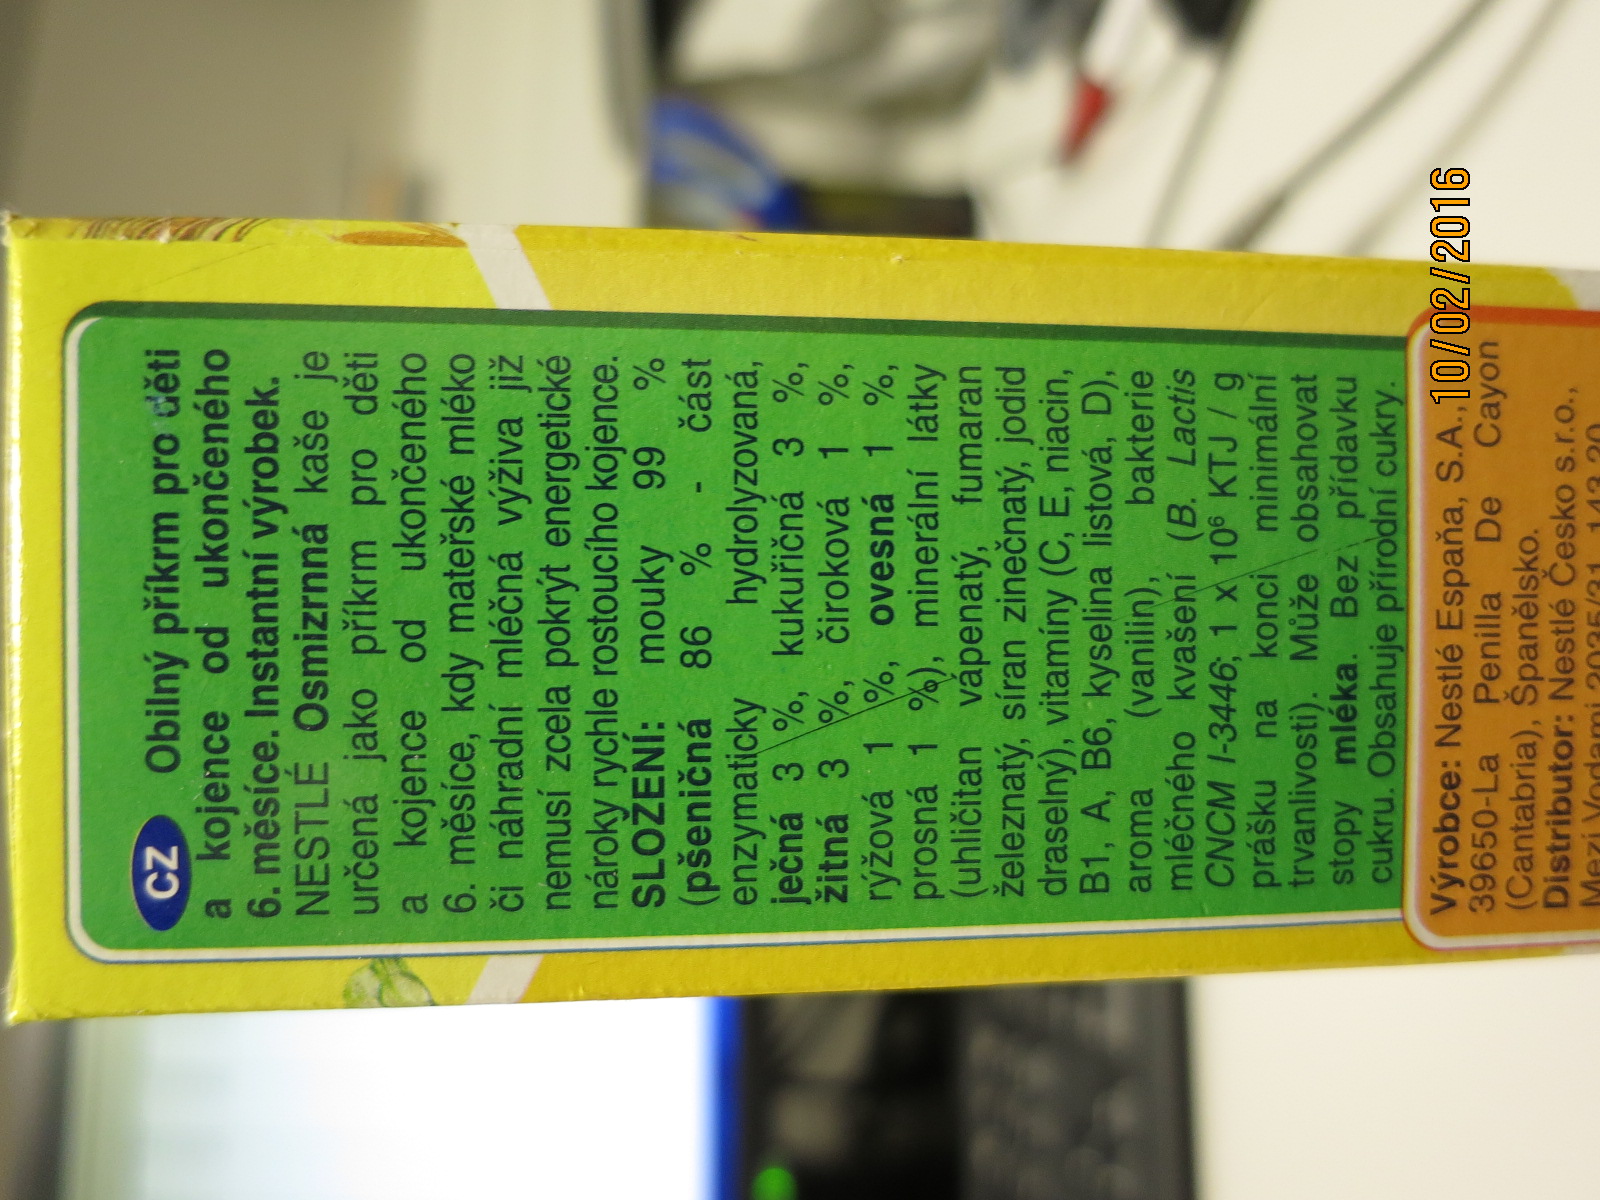 CZ Obilný příkrm pro děti
a kojence od ukončeného
6. měsíce. Instantní výrobek.
NESTLÉ Osmizrnná kaše je
určená jako příkrm pro děti
a kojence od ukončeného
6. měsíce, kdy mateřské mléko
či náhradní mléčná výživa již
nemusí zcela pokrýt energetické
nároky rychle rostoucího kojence.
SLOŽENÍ: mouky 99 %
(pšeničná 86 % - část
enzymaticky hydrolyzovaná,
ječná 3 %, kukuřičná 3 %,
žitná 3 %, čiroková 1 %,
rýžová 1 %, ovesná 1 %,
prosná 1 %), minerální látky
(uhličitan vápenatý, fumaran
železnatý, síran zinečnatý, jodid
draselný), vitamíny (C, E, niacin,
B1, A, B6, kyselina listová, D),
aroma (vanilin), bakterie
mléčného kvašení (B. Lactis
CNCM I-3446; 1 x 10⁶ KTJ / g
prášku na konci minimální
trvanlivosti). Může obsahovat
stopy mléka. Bez přídavku
cukru. Obsahuje přírodní cukry.
Výrobce: Nestlé España, S.A.,
39650-La Penilla De Cayon
(Cantabria), Španělsko.
Distributor: Nestlé Česko s.r.o.,
Mezi Vodami 2035/31, 143 20
10/02/2016